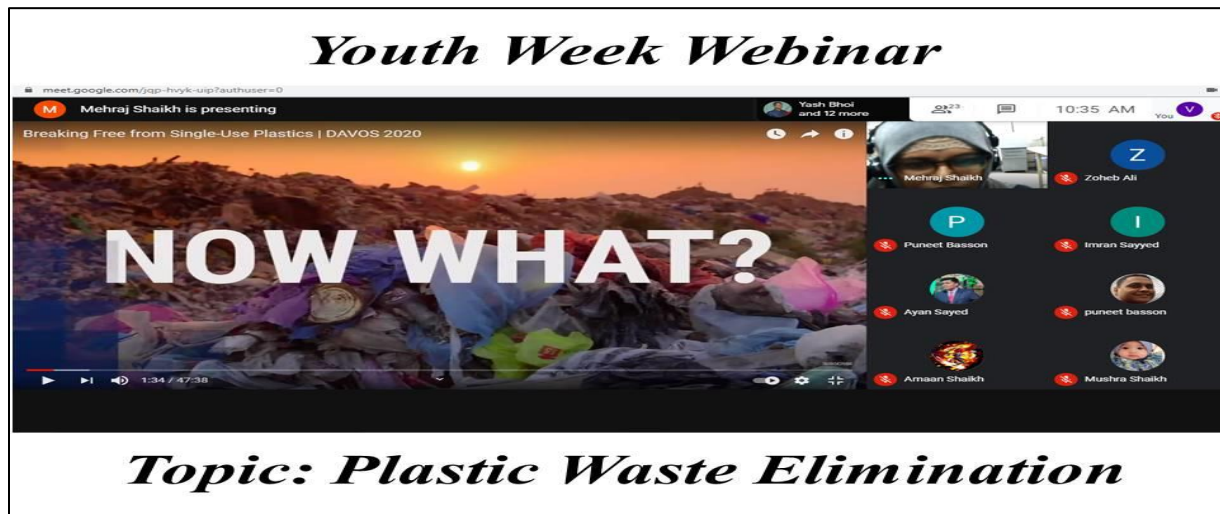 Youth Week Webinar
meet.google.com/jqp-hvyk-uip?authuser=0
M
Mehraj Shaikh is presenting
Yash Bhoi
and 12 more
23
10:35 AM
You
V
Breaking Free from Single-Use Plastics | DAVOS 2020
NOW WHAT?
1:34 / 47:38
Mehraj Shaikh
Z
Zoheb Ali
P
Puneet Basson
I
Imran Sayyed
Ayan Sayed
puneet basson
Amaan Shaikh
Mushra Shaikh
Topic: Plastic Waste Elimination